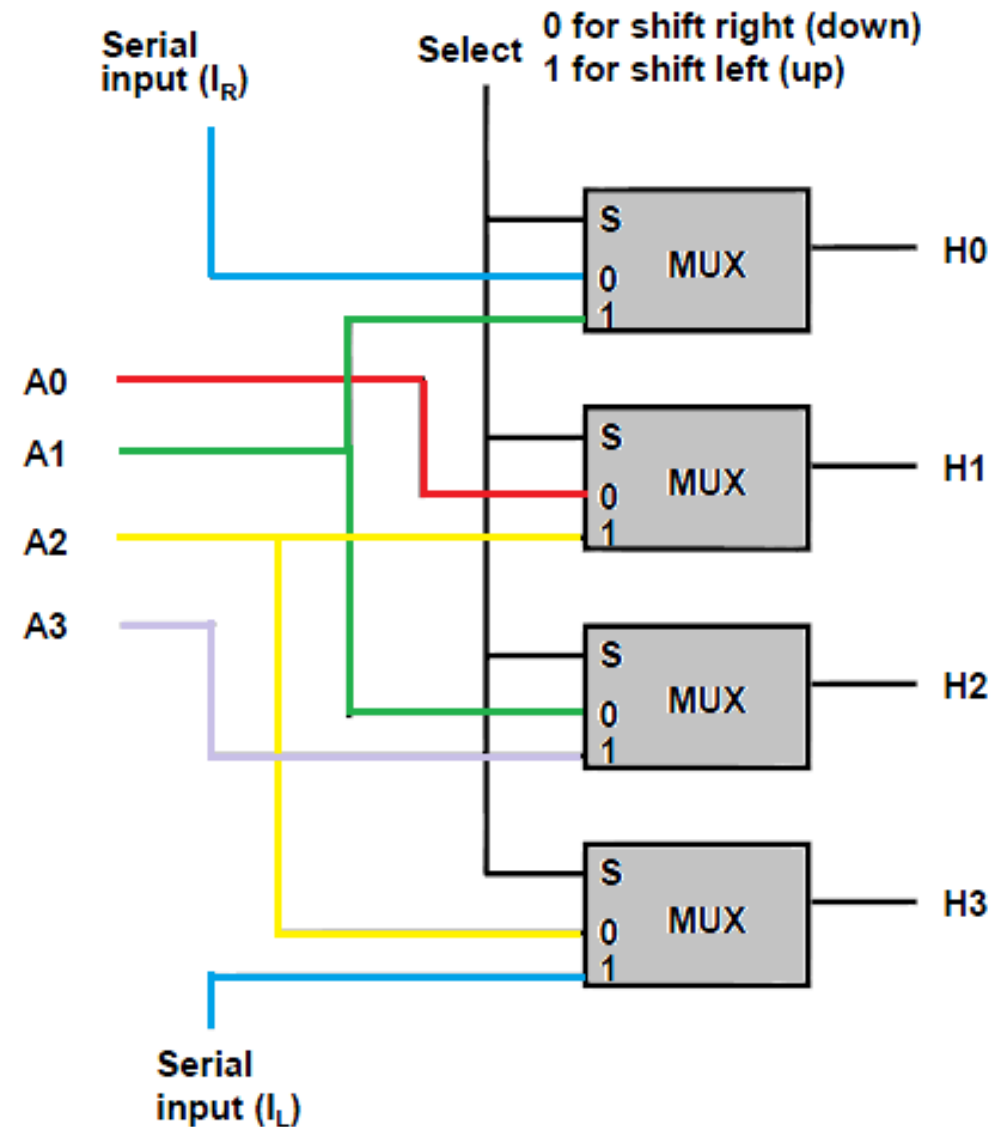 Serial
input (IR)
Select
0 for shift right (down)
1 for shift left (up)
S
MUX
0
1
H0
A0
A1
A2
A3
S
MUX
0
1
H1
S
MUX
0
1
H2
S
MUX
0
1
H3
Serial
input (IL)